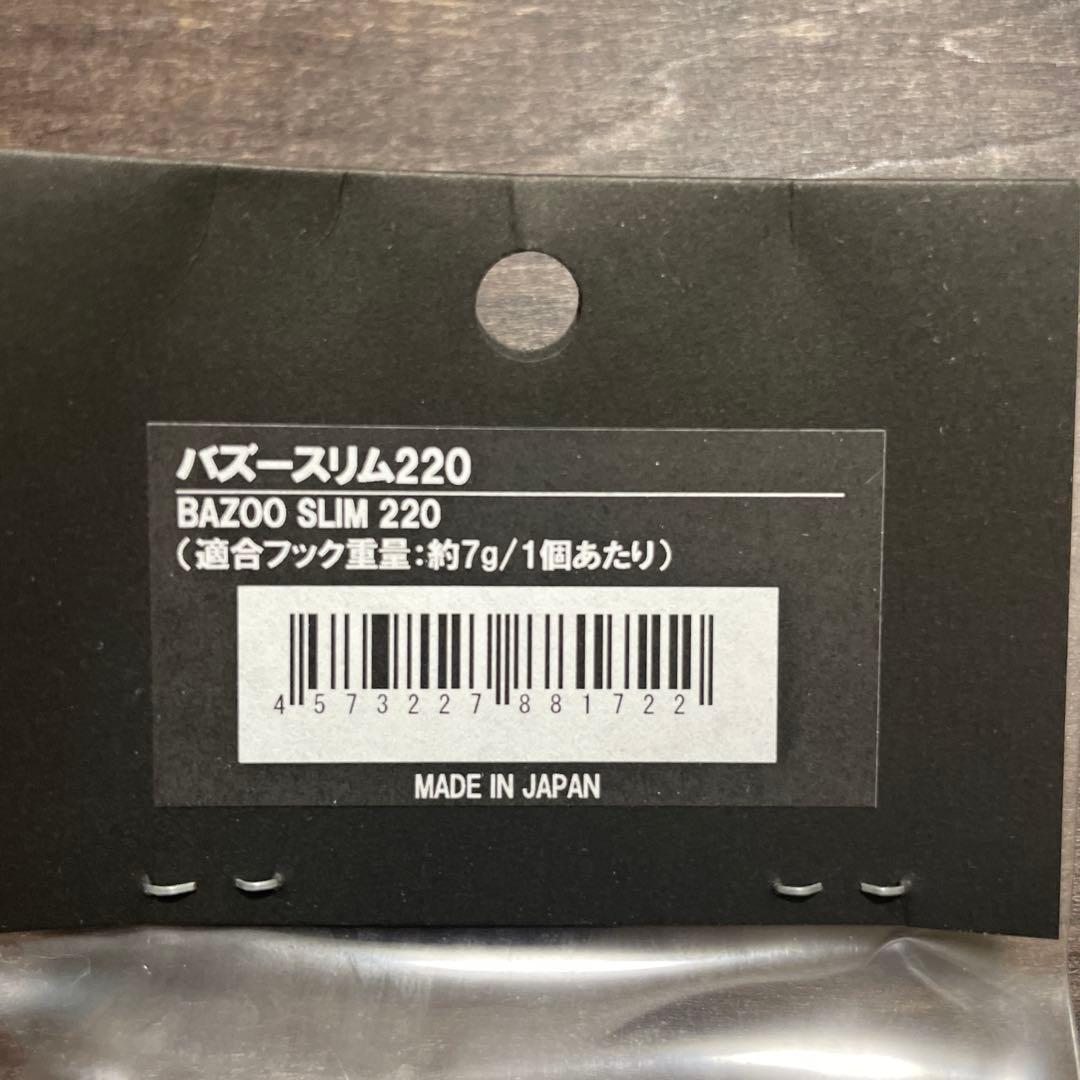 バズースリム220
BAZOO SLIM 220
（適合フック重量：約7g/1個あたり）
4 573227 881722
MADE IN JAPAN